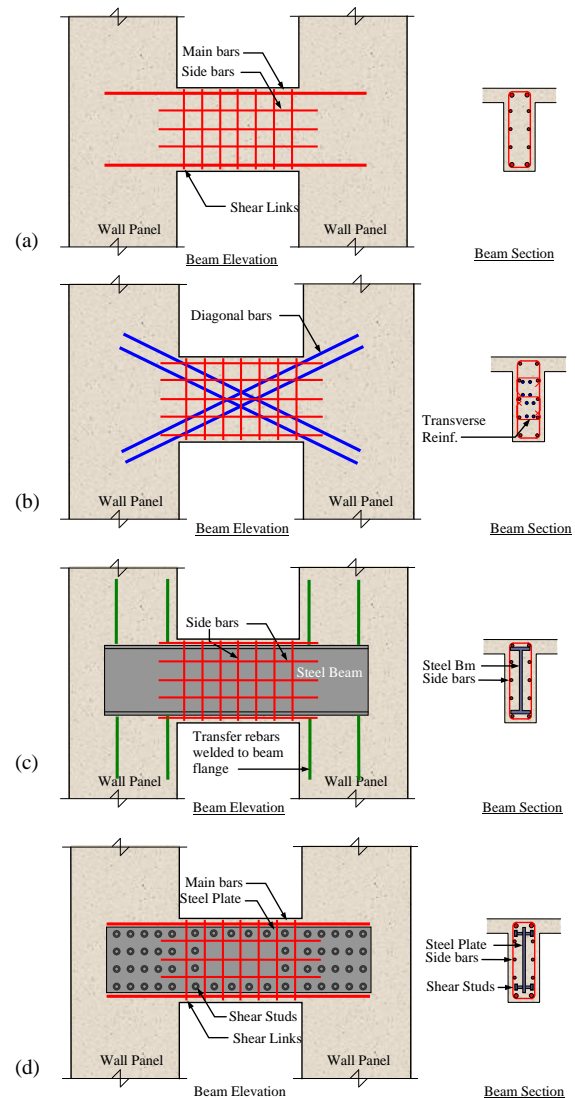 Main bars
Side bars
Shear Links
Wall Panel
Wall Panel
(a)
Beam Elevation
Beam Section
Diagonal bars
Transverse
Reinf.
Wall Panel
Wall Panel
(b)
Beam Elevation
Beam Section
Side bars
Steel Beam
Steel Bm
Side bars
Transfer rebars
welded to beam
flange
(c)
Wall Panel
Wall Panel
Beam Elevation
Beam Section
Main bars
Steel Plate
Steel Plate
Side bars
Shear Studs
Shear Studs
Shear Links
Wall Panel
Wall Panel
(d)
Beam Elevation
Beam Section